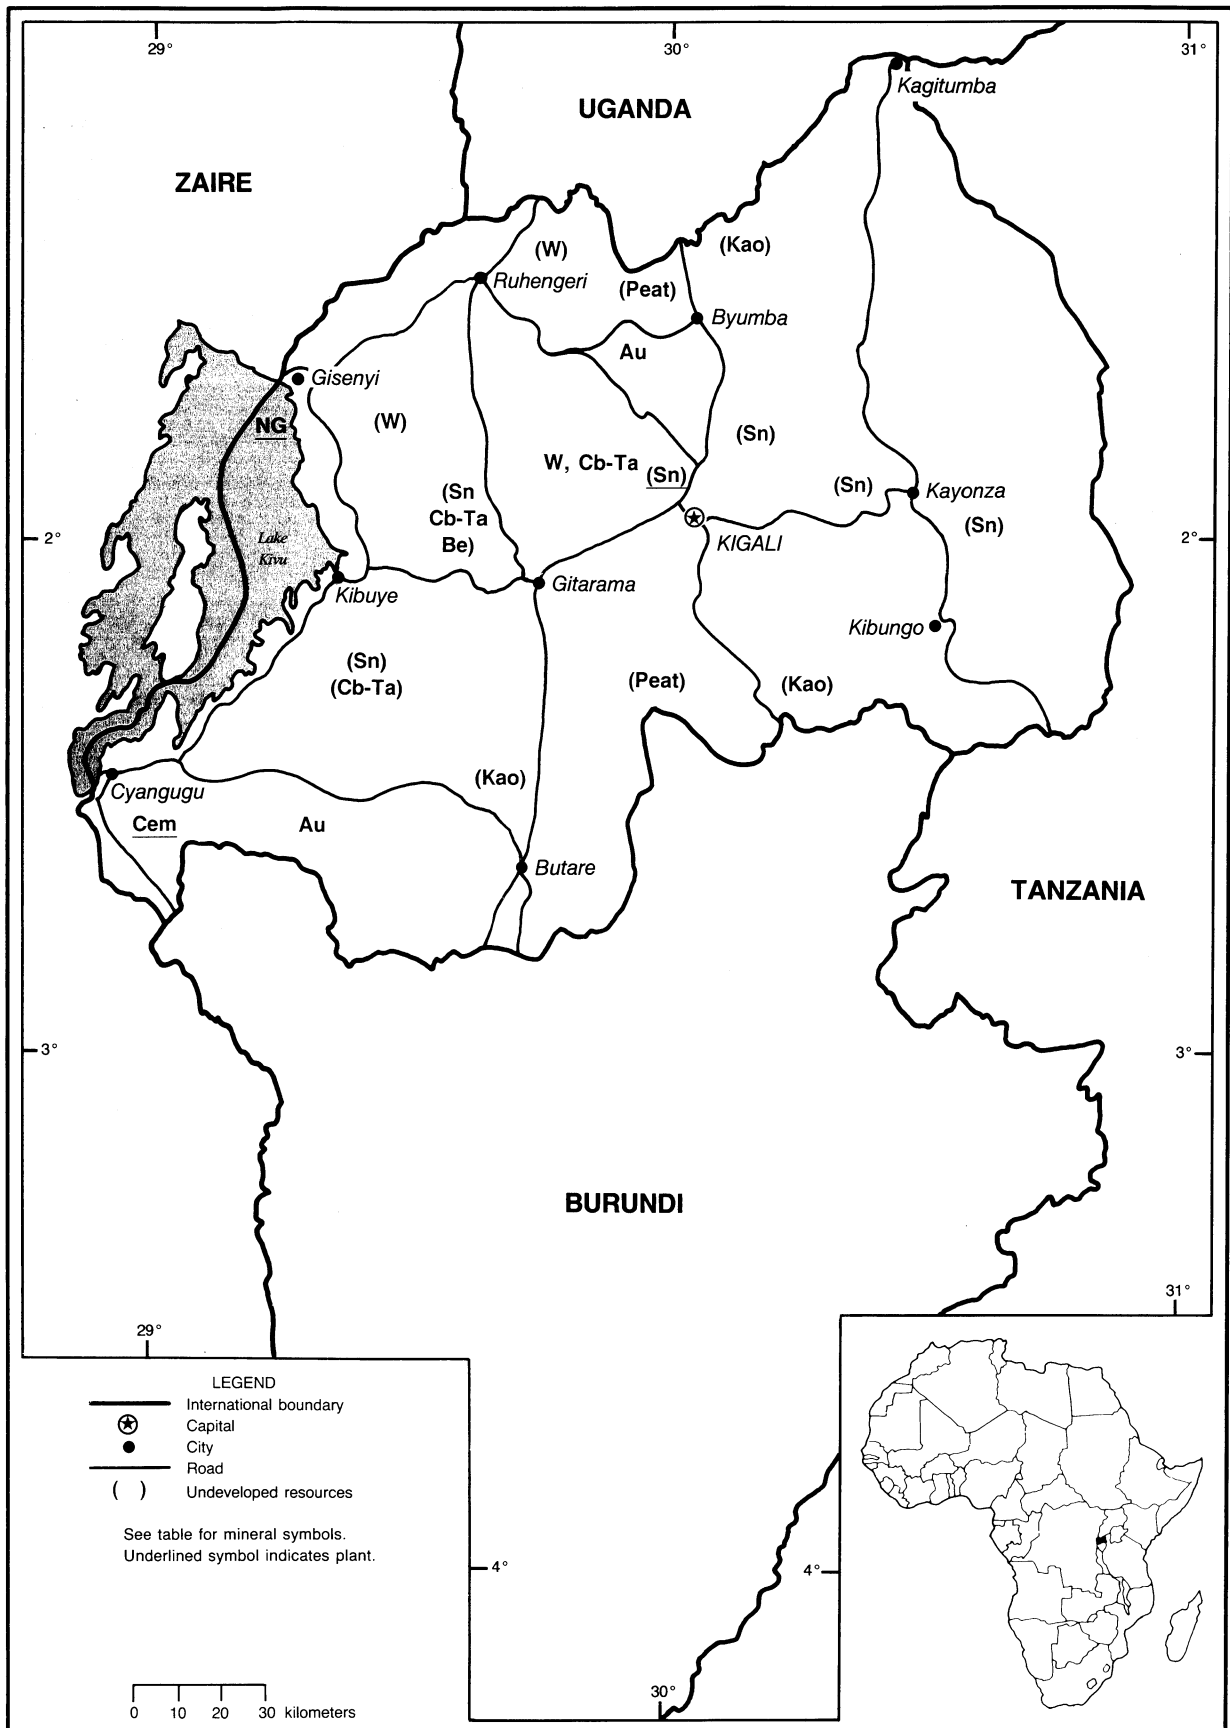 29°
30°
31°
Kagitumba
UGANDA
ZAIRE
(Kao)
(W)
Ruhengeri
(Peat)
Byumba
Au
Gisenyi
(W)
NG
(Sn)
W, Cb-Ta
(Sn)
(Sn)
Kayonza
(Sn
Cb-Ta
Be)
(Sn)
2°
Lake
Kivu
KIGALI
2°
Kibuye
Gitarama
Kibungo
(Sn)
(Cb-Ta)
(Peat)
(Kao)
(Kao)
Cyangugu
Cem
Au
Butare
TANZANIA
3°
3°
BURUNDI
31°
29°
LEGEND
International boundary
Capital
City
Road
( ) Undeveloped resources
See table for mineral symbols.
Underlined symbol indicates plant.
4°
4°
30°
0 10 20 30 kilometers